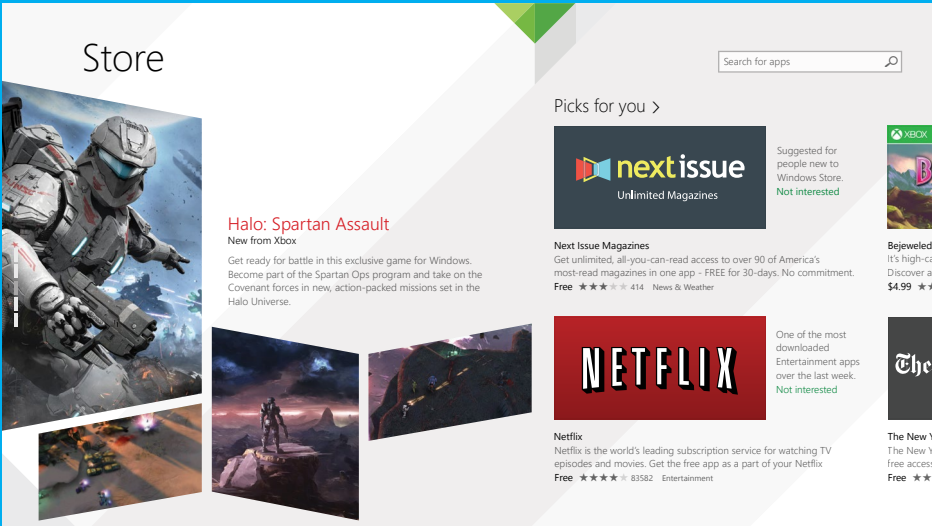 Store
Search for apps
Halo: Spartan Assault
New from Xbox
Get ready for battle in this exclusive game for Windows.
Become part of the Spartan Ops program and take on the
Covenant forces in new, action-packed missions set in the
Halo Universe.
Picks for you >
nextissue
Unlimited Magazines
Suggested for
people new to
Windows Store.
Not interested
Next Issue Magazines
Get unlimited, all-you-can-read access to over 90 of America's
most-read magazines in one app - FREE for 30-days. No commitment.
Free ★★★★★ 414 News & Weather
NETFLIX
One of the most
downloaded
Entertainment apps
over the last week.
Not interested
Netflix
Netflix is the world's leading subscription service for watching TV
episodes and movies. Get the free app as a part of your Netflix
Free ★★★★★ 83582 Entertainment
XBOX
B
Bejeweled
It's high-ca
Discover a
$4.99 ★★
The
The New Y
The New Y
free access
Free ★★